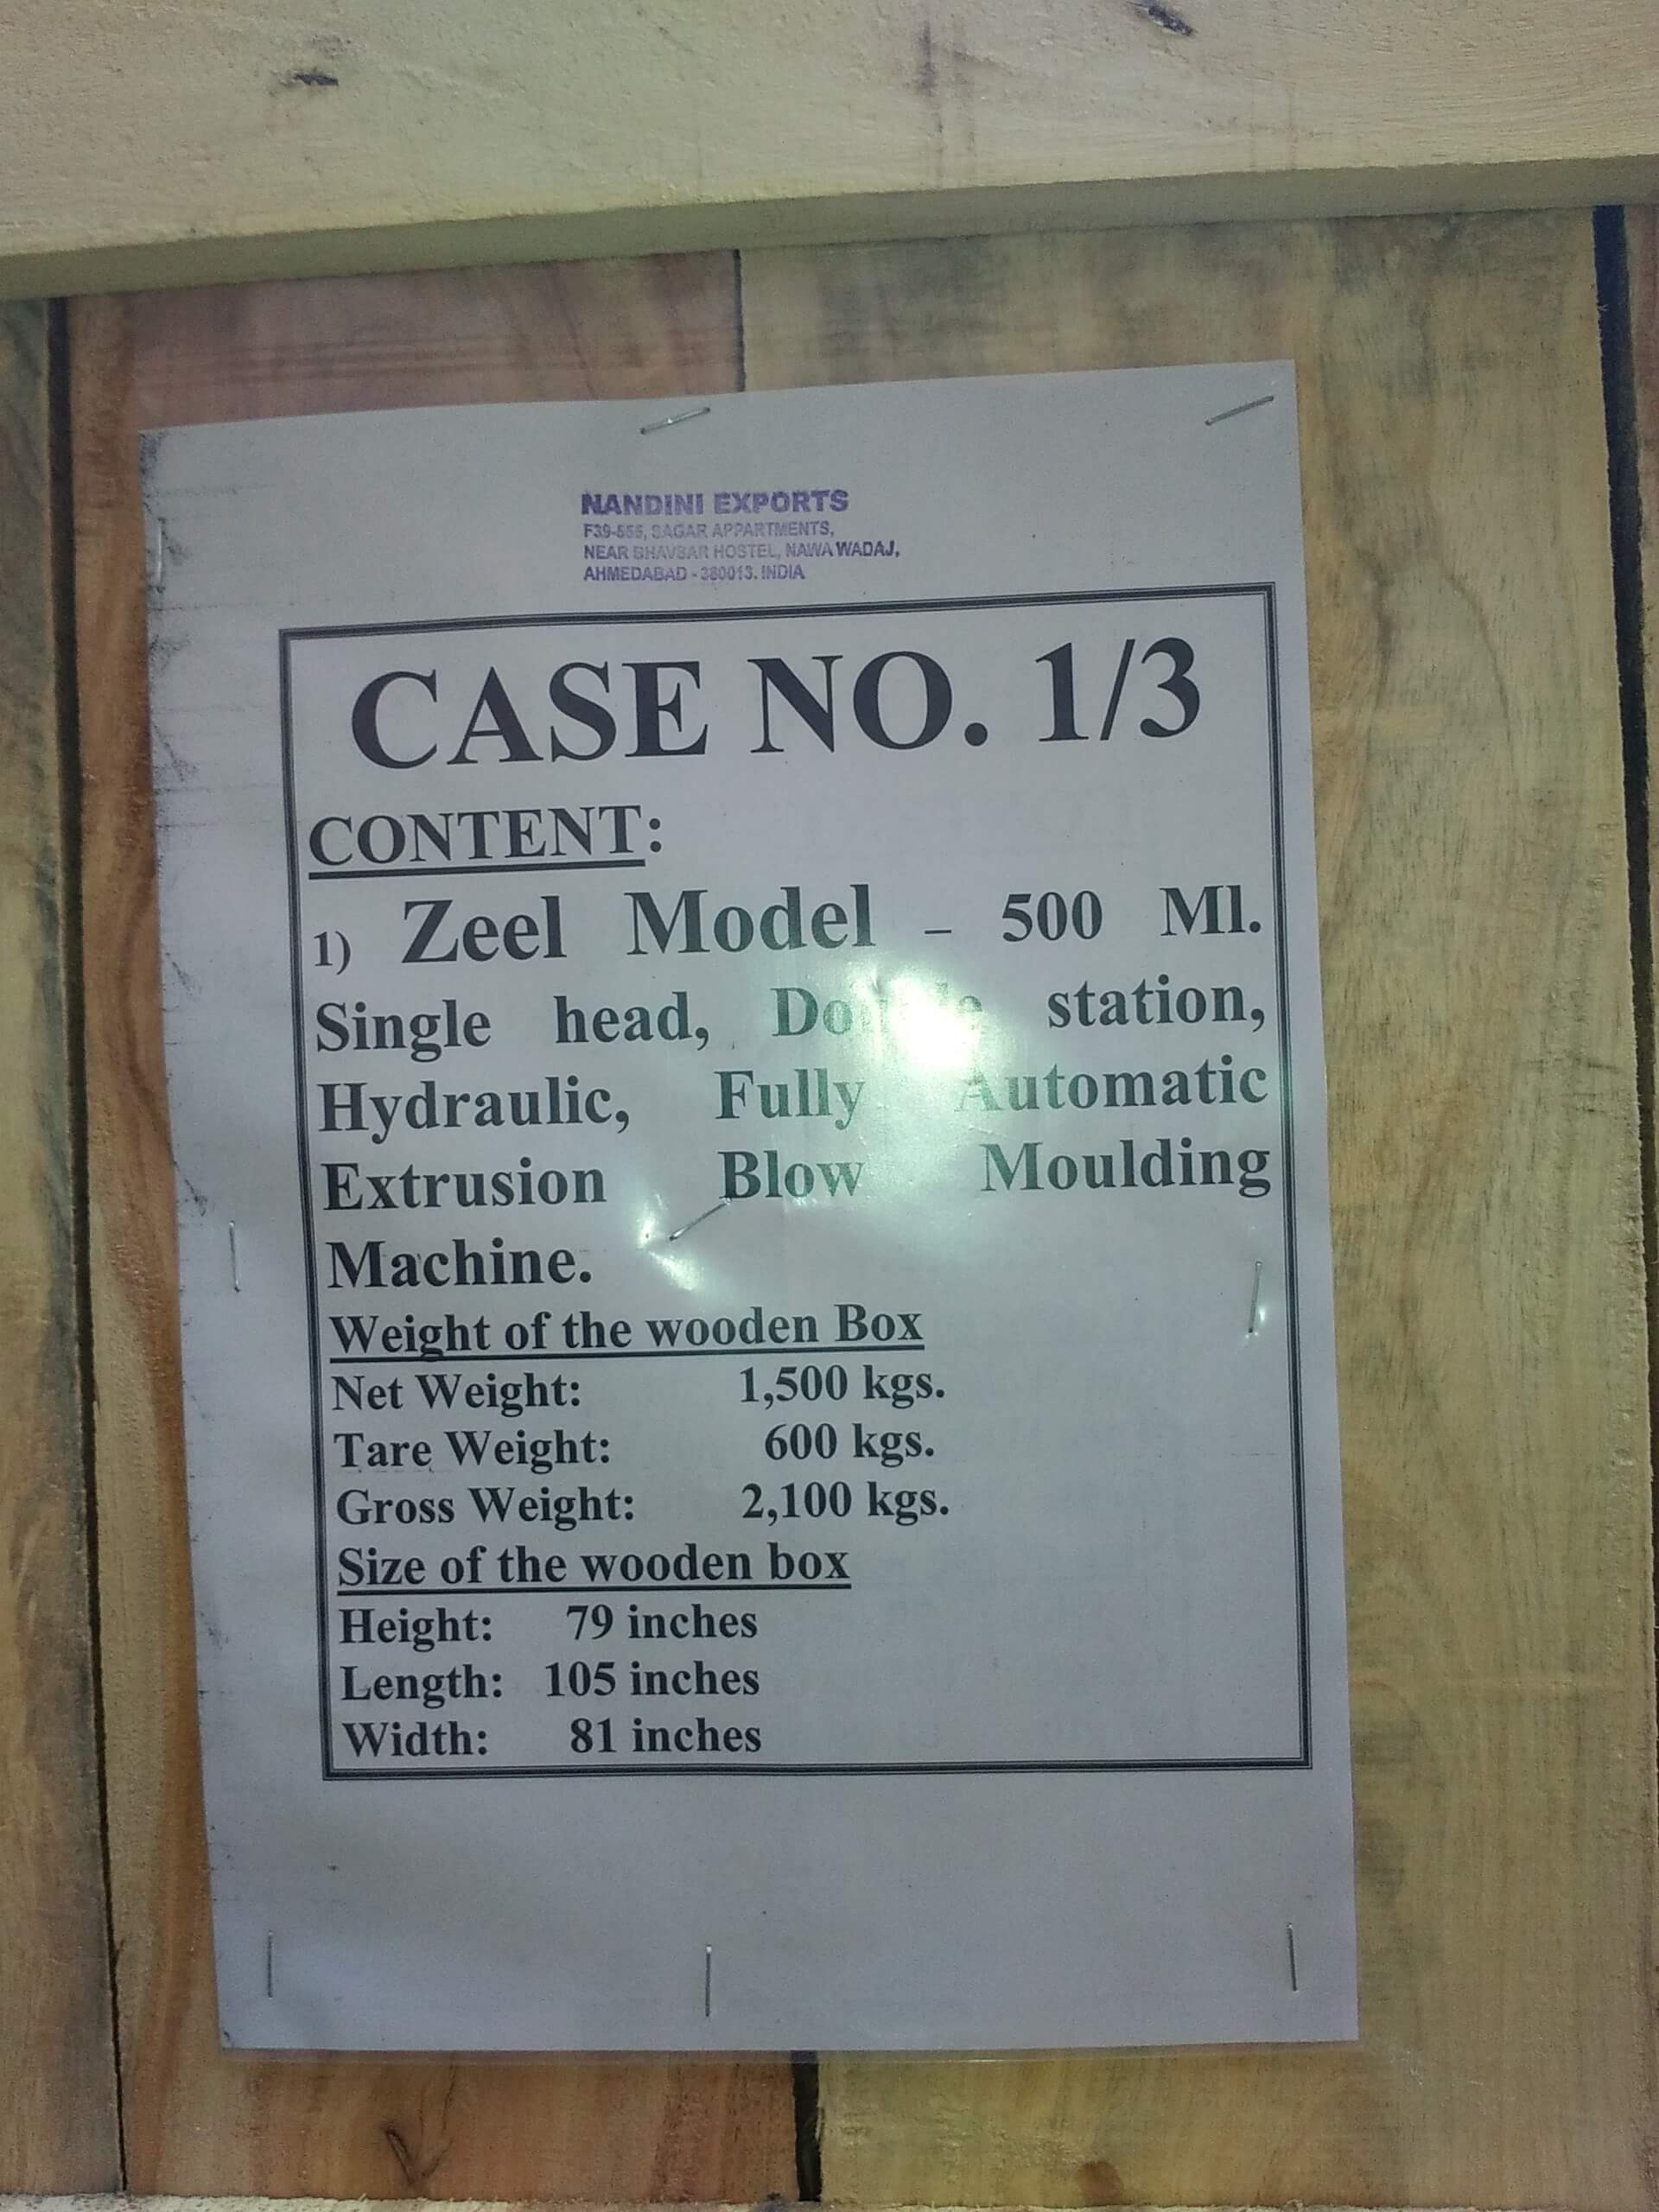 NANDINI EXPORTS
F39-555, SAGAR APPARTMENTS,
NEAR BHAVSAR HOSTEL, NAWA WADAJ,
AHMEDABAD - 380013. INDIA
CASE NO. 1/3
CONTENT:
1) Zeel Model – 500 Ml.
Single head, Double station,
Hydraulic, Fully Automatic
Extrusion Blow Moulding
Machine.
Weight of the wooden Box
Net Weight: 1,500 kgs.
Tare Weight: 600 kgs.
Gross Weight: 2,100 kgs.
Size of the wooden box
Height: 79 inches
Length: 105 inches
Width: 81 inches